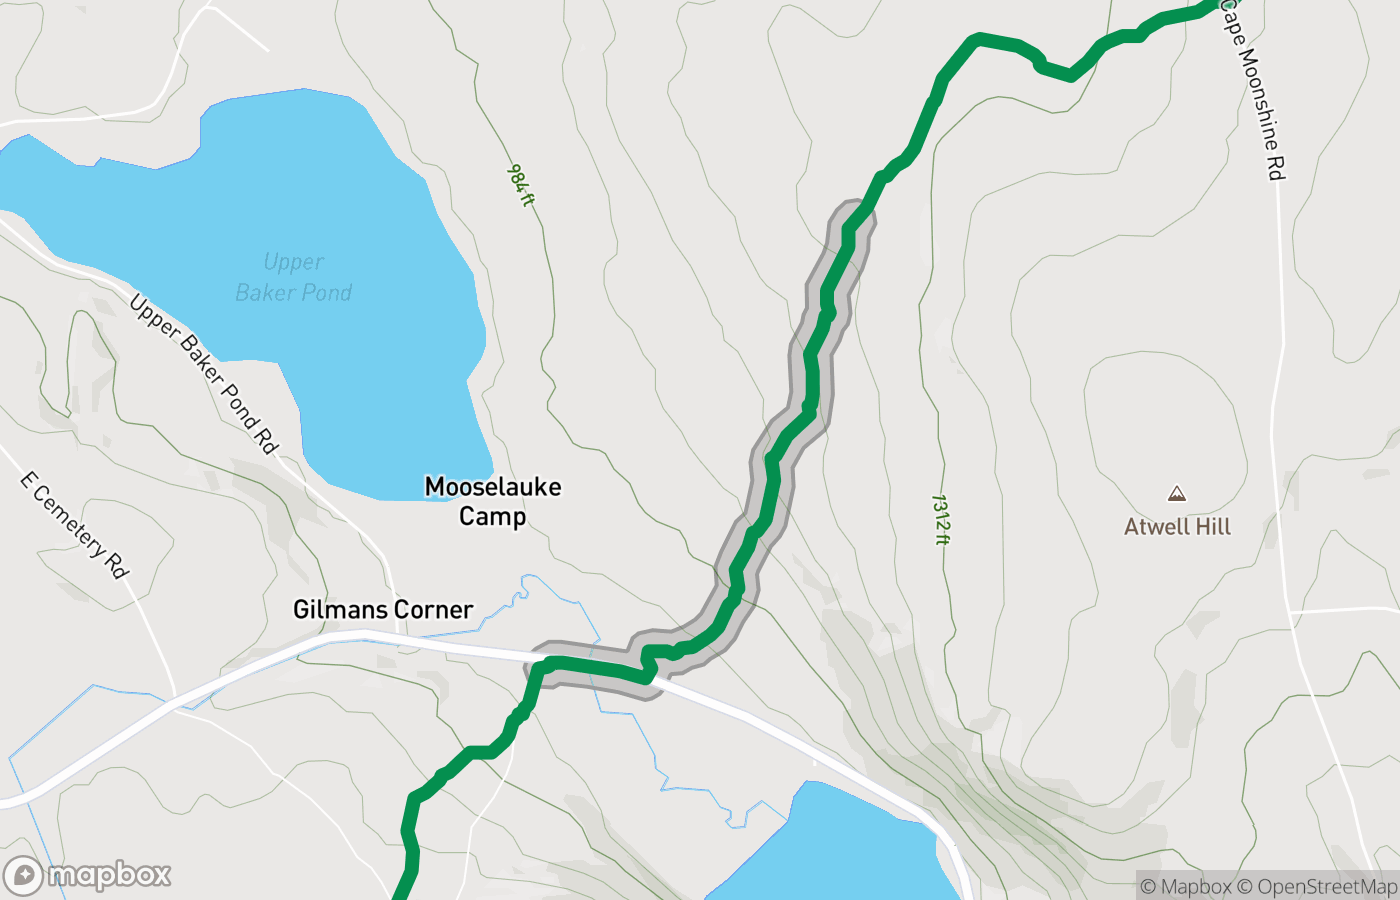 Cape Moonshine Rd
984 ft
Upper
Baker Pond
Upper Baker Pond Rd
E Cemetery Rd
Mooselauke
Camp
1312 ft
Atwell Hill
Gilmans Corner
mapbox
© Mapbox © OpenStreetMap